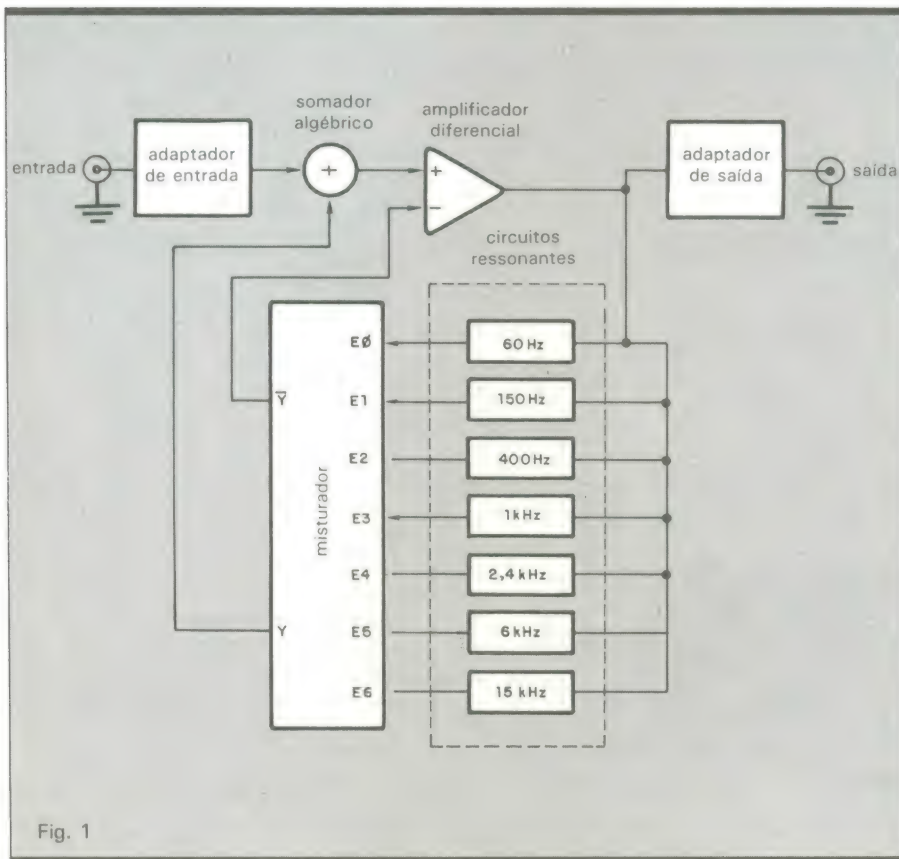 somador
algébrico
amplificador
diferencial
entrada
adaptador
de entrada
+
+
−
adaptador
de saída
saída
circuitos
ressonantes
misturador
Y̅
Y
EØ
60 Hz
E1
150 Hz
E2
400 Hz
E3
1 kHz
E4
2,4 kHz
E5
6 kHz
E6
15 kHz
Fig. 1